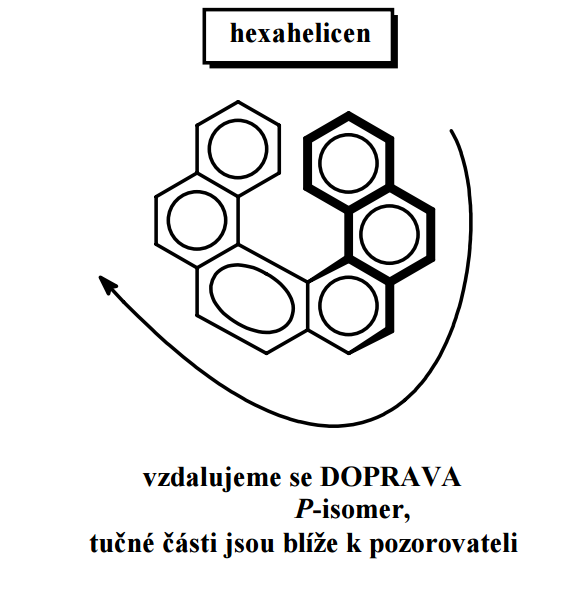 hexahelicen
vzdalujeme se DOPRAVA
P-isomer,
tučné části jsou blíže k pozorovateli